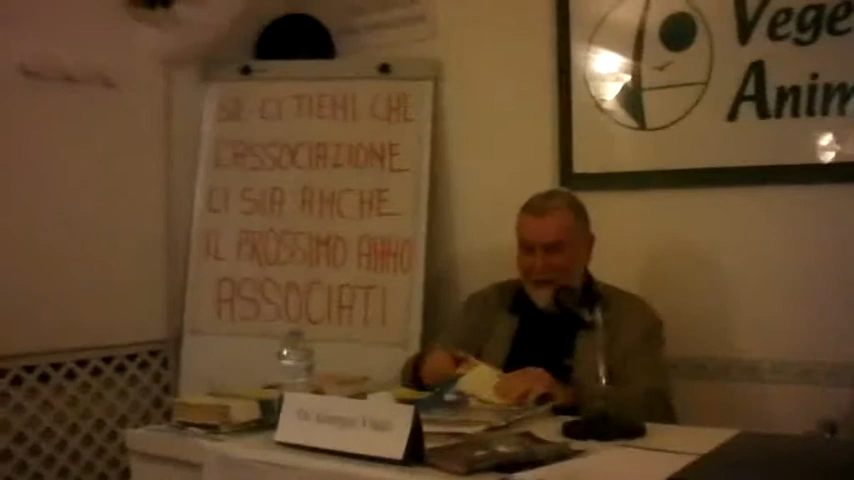 SE CI TIENI CHE
L'ASSOCIAZIONE
CI SIA ANCHE
IL PROSSIMO ANNO
ASSOCIATI
Vege
Anim